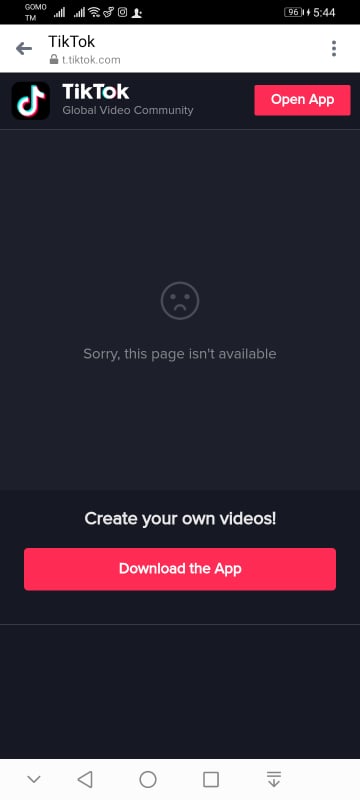 GOMO
TM
96
5:44
TikTok
t.tiktok.com
TikTok
Global Video Community
Open App
Sorry, this page isn't available
Create your own videos!
Download the App